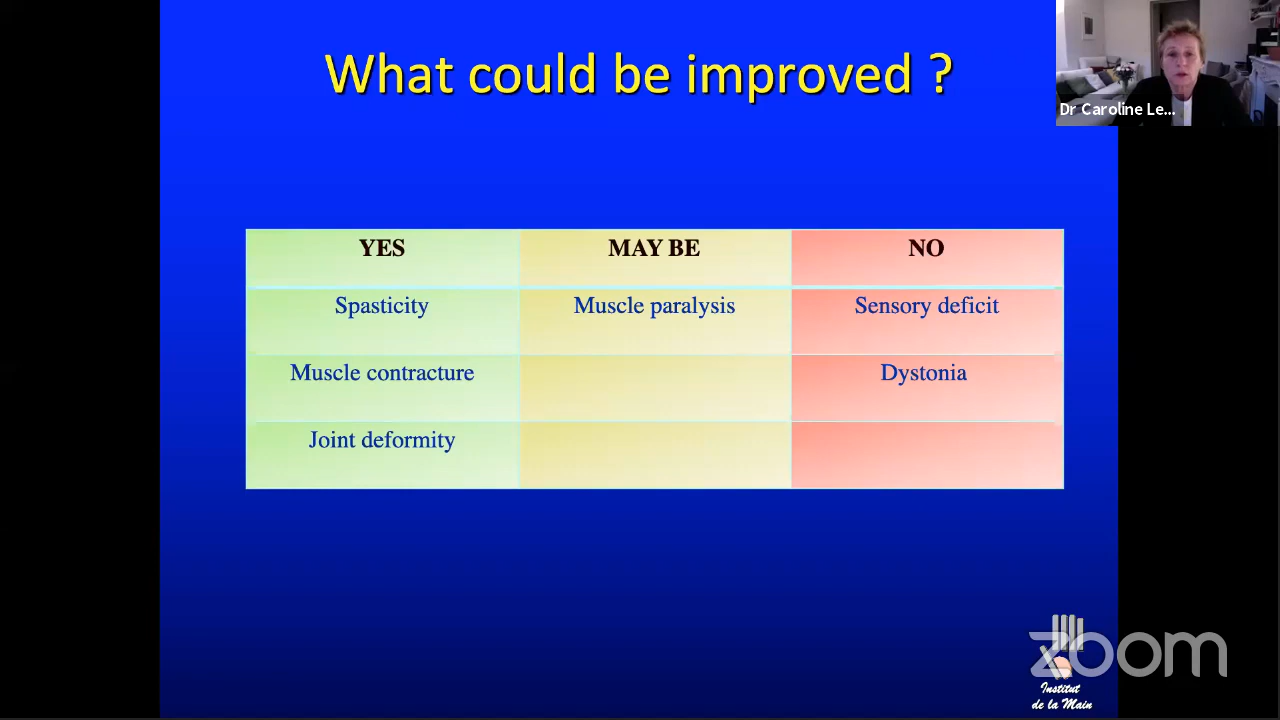 What could be improved ?
Dr Caroline Le...
YES MAY BE NO
Spasticity Muscle paralysis Sensory deficit
Muscle contracture Dystonia
Joint deformity
zoom
Institut
de la Main